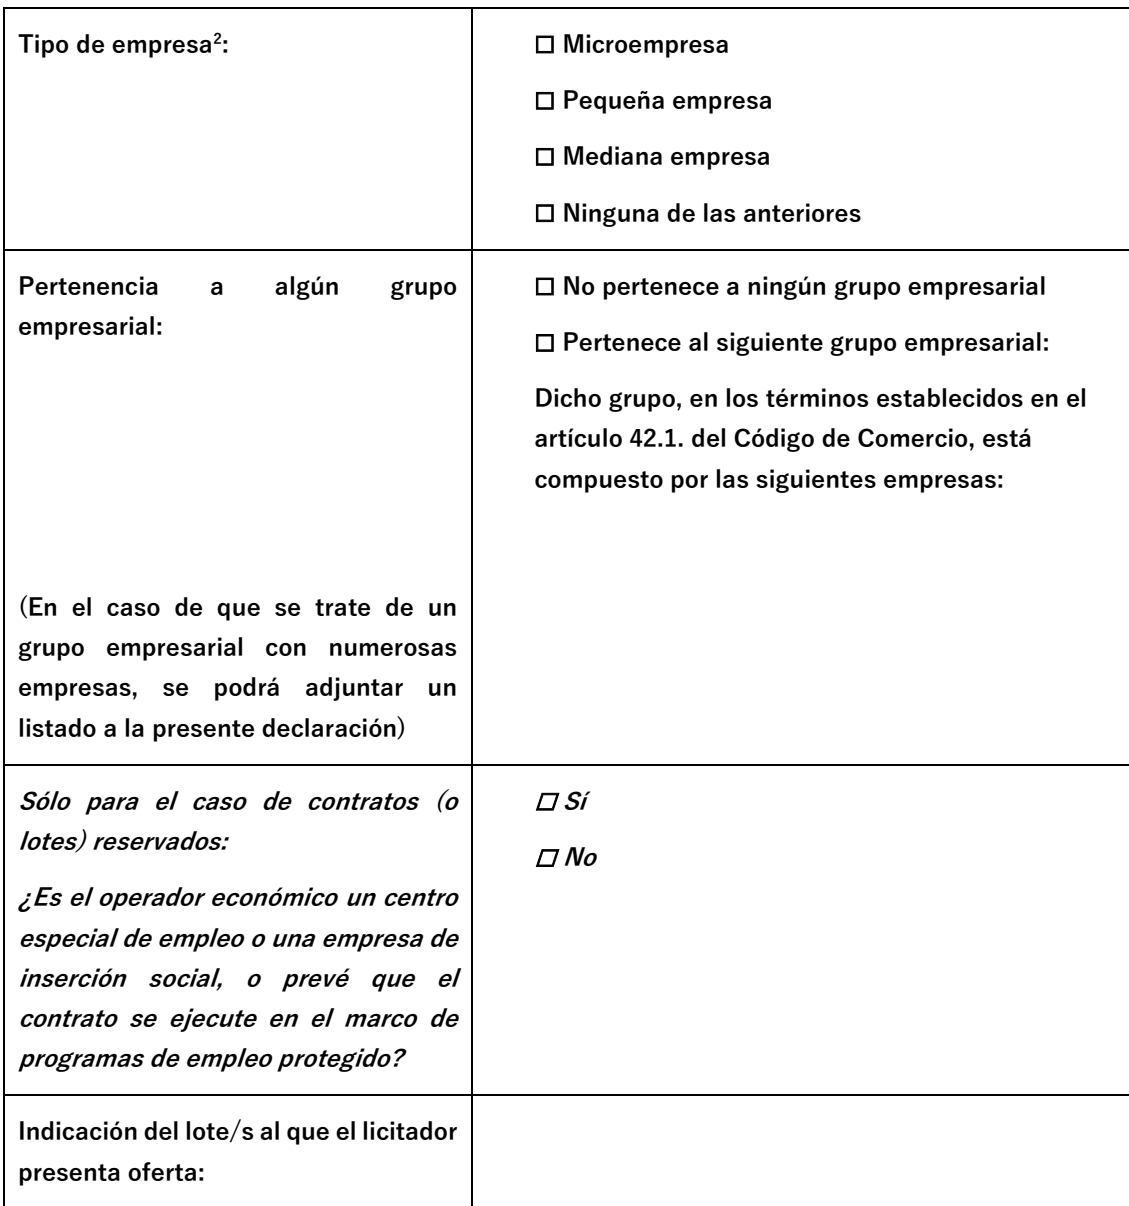 Tipo de empresa²:
☐ Microempresa
☐ Pequeña empresa
☐ Mediana empresa
☐ Ninguna de las anteriores
Pertenencia a algún grupo
empresarial:
(En el caso de que se trate de un
grupo empresarial con numerosas
empresas, se podrá adjuntar un
listado a la presente declaración)
☐ No pertenece a ningún grupo empresarial
☐ Pertenece al siguiente grupo empresarial:
Dicho grupo, en los términos establecidos en el
artículo 42.1. del Código de Comercio, está
compuesto por las siguientes empresas:
Sólo para el caso de contratos (o
lotes) reservados:
¿Es el operador económico un centro
especial de empleo o una empresa de
inserción social, o prevé que el
contrato se ejecute en el marco de
programas de empleo protegido?
☐ Sí
☐ No
Indicación del lote/s al que el licitador
presenta oferta: